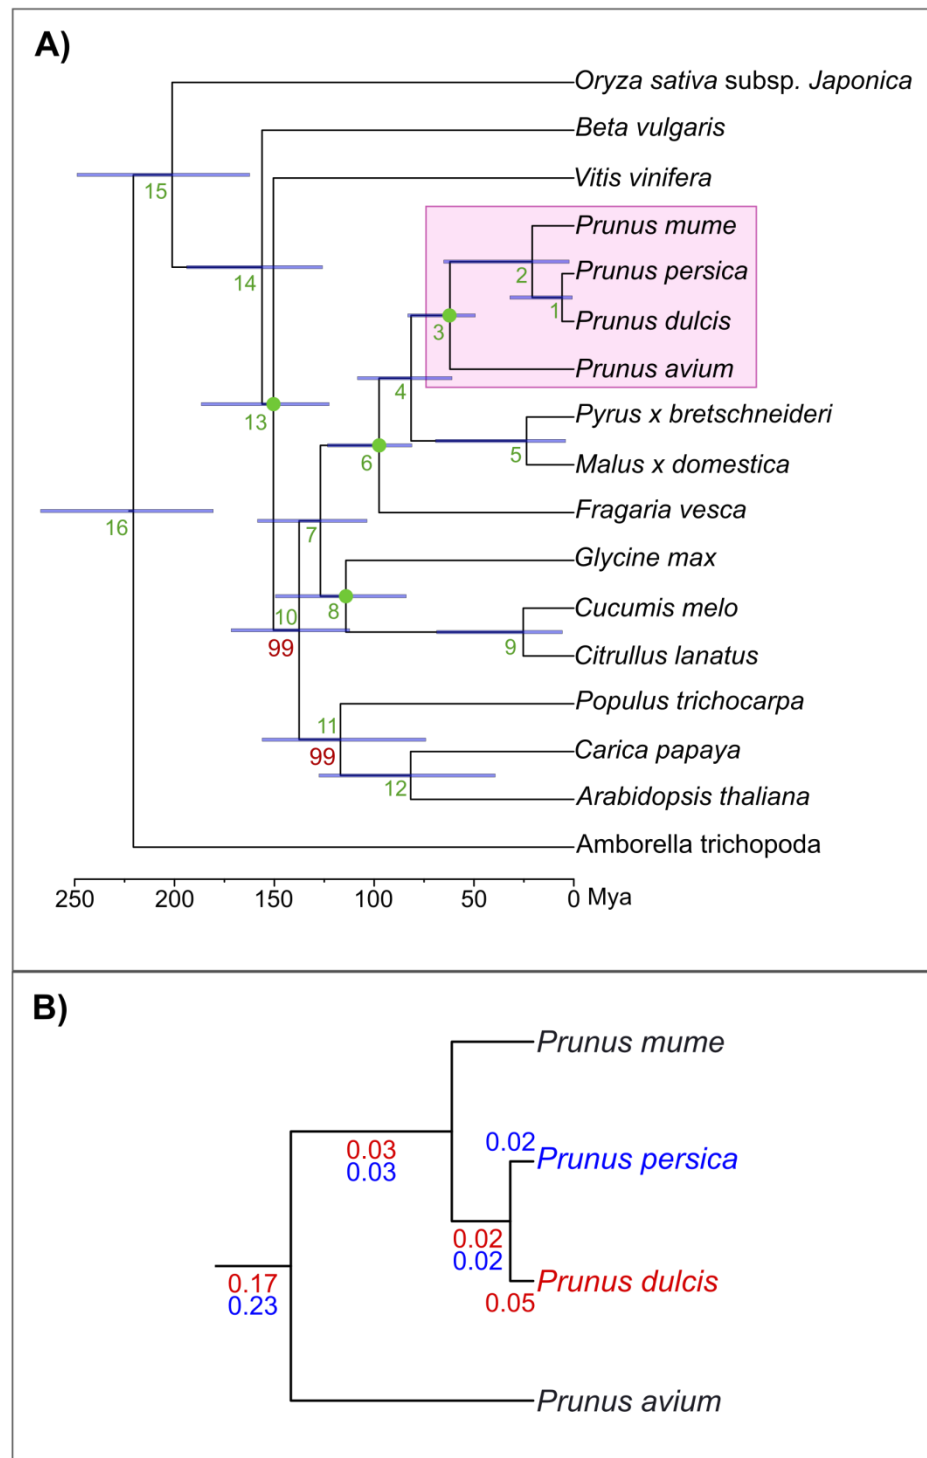 A)
Oryza sativa subsp. Japonica
Beta vulgaris
Vitis vinifera
15
Prunus mume
14
2
Prunus persica
1
Prunus dulcis
3
Prunus avium
4
13
Pyrus x bretschneideri
6
5
Malus x domestica
16
Fragaria vesca
7
Glycine max
8
10
Cucumis melo
99
9
Citrullus lanatus
Populus trichocarpa
11
99
Carica papaya
12
Arabidopsis thaliana
Amborella trichopoda
250 200 150 100 50 0 Mya
B)
Prunus mume
0.03
0.03
0.02
Prunus persica
0.02
0.02
0.17
0.23
Prunus dulcis
0.05
Prunus avium